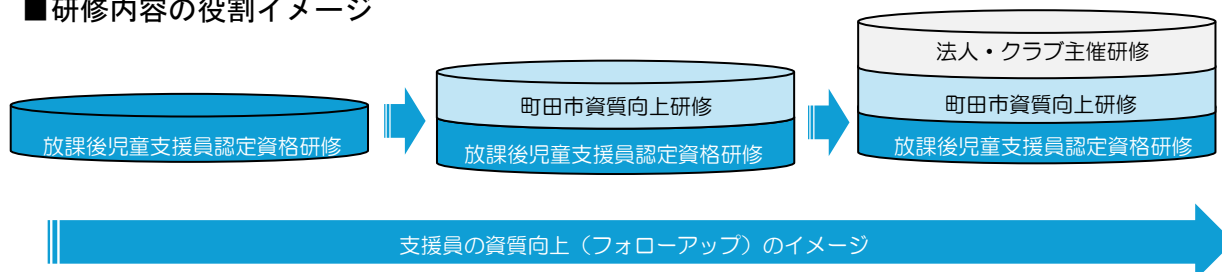 ■研修内容の役割イメージ
放課後児童支援員認定資格研修
町田市資質向上研修
放課後児童支援員認定資格研修
法人・クラブ主催研修
町田市資質向上研修
放課後児童支援員認定資格研修
支援員の資質向上（フォローアップ）のイメージ